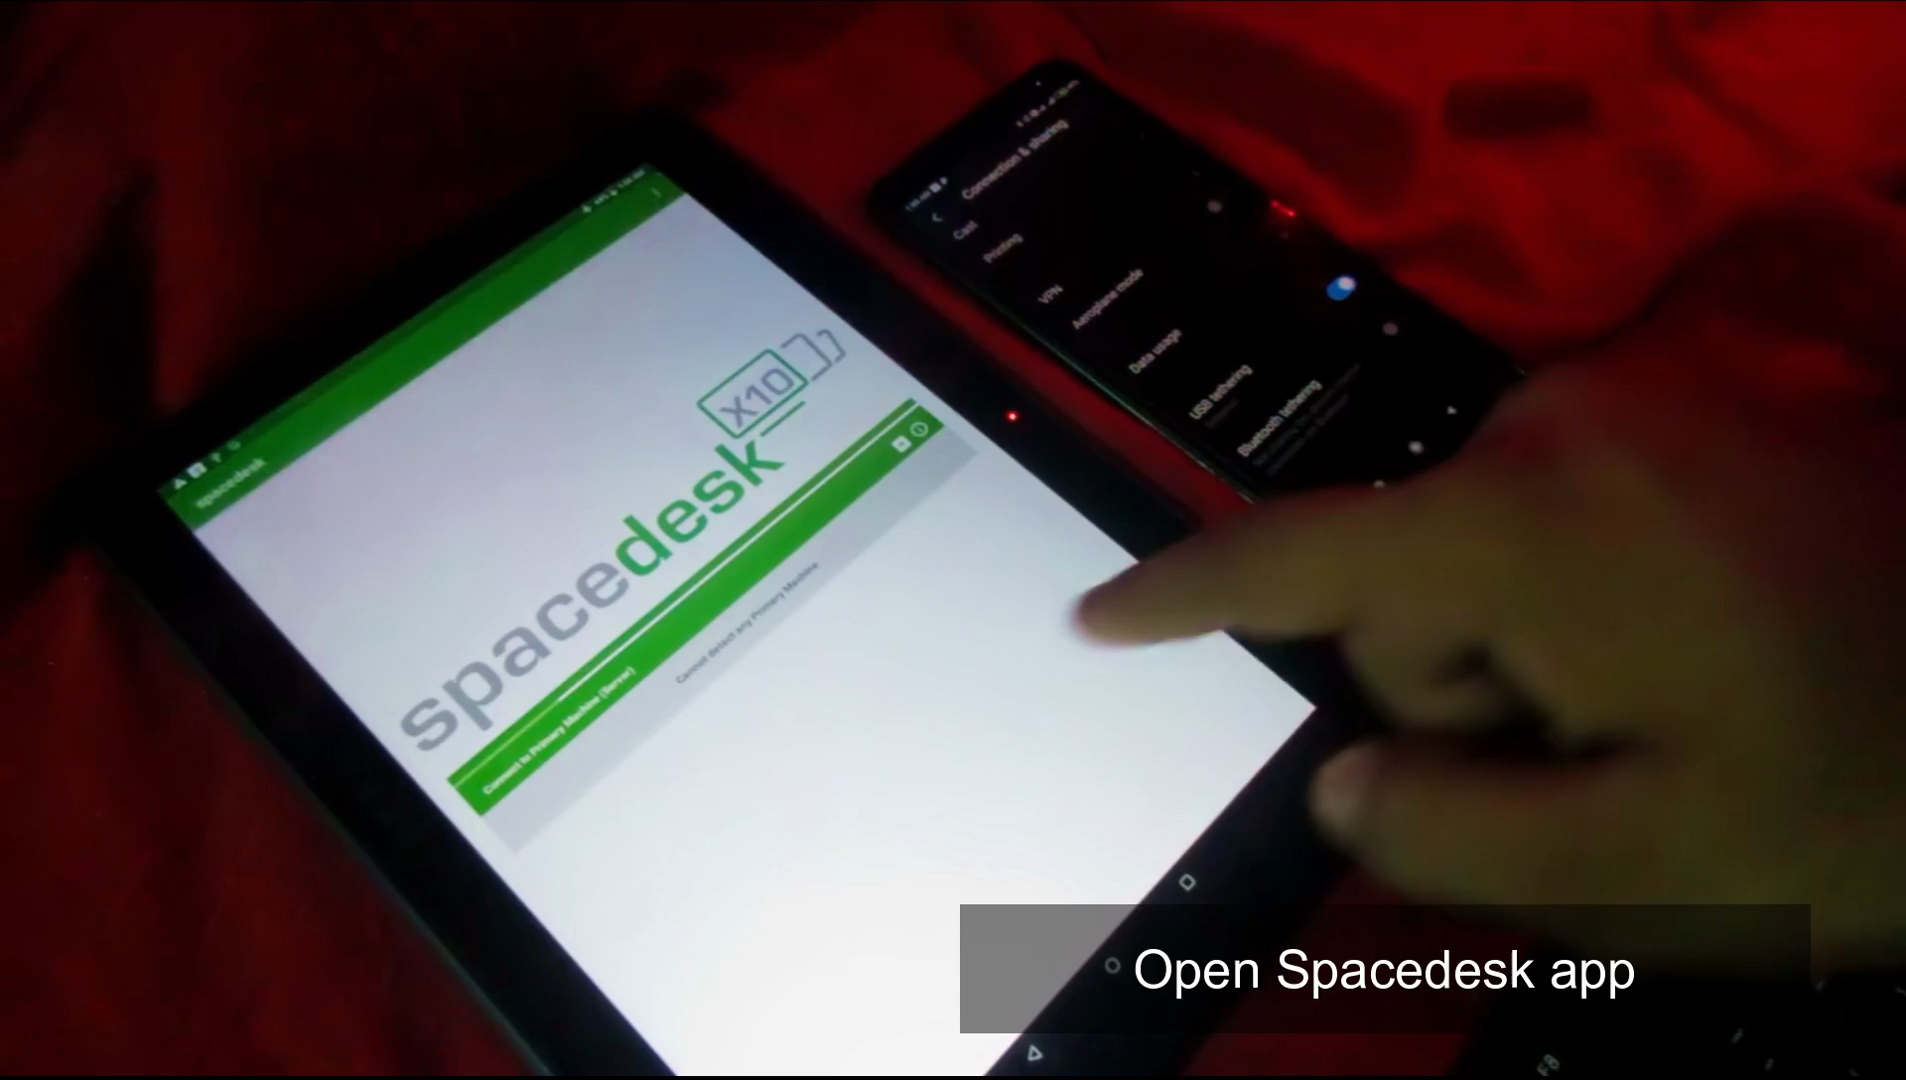 spacedesk
X10
spacedesk
Connect to Primary Machine (Server)
Cannot detect any Primary Machine
Connection & sharing
Cast
Printing
VPN
Aeroplane mode
Data usage
USB tethering
Bluetooth tethering
Open Spacedesk app
F8